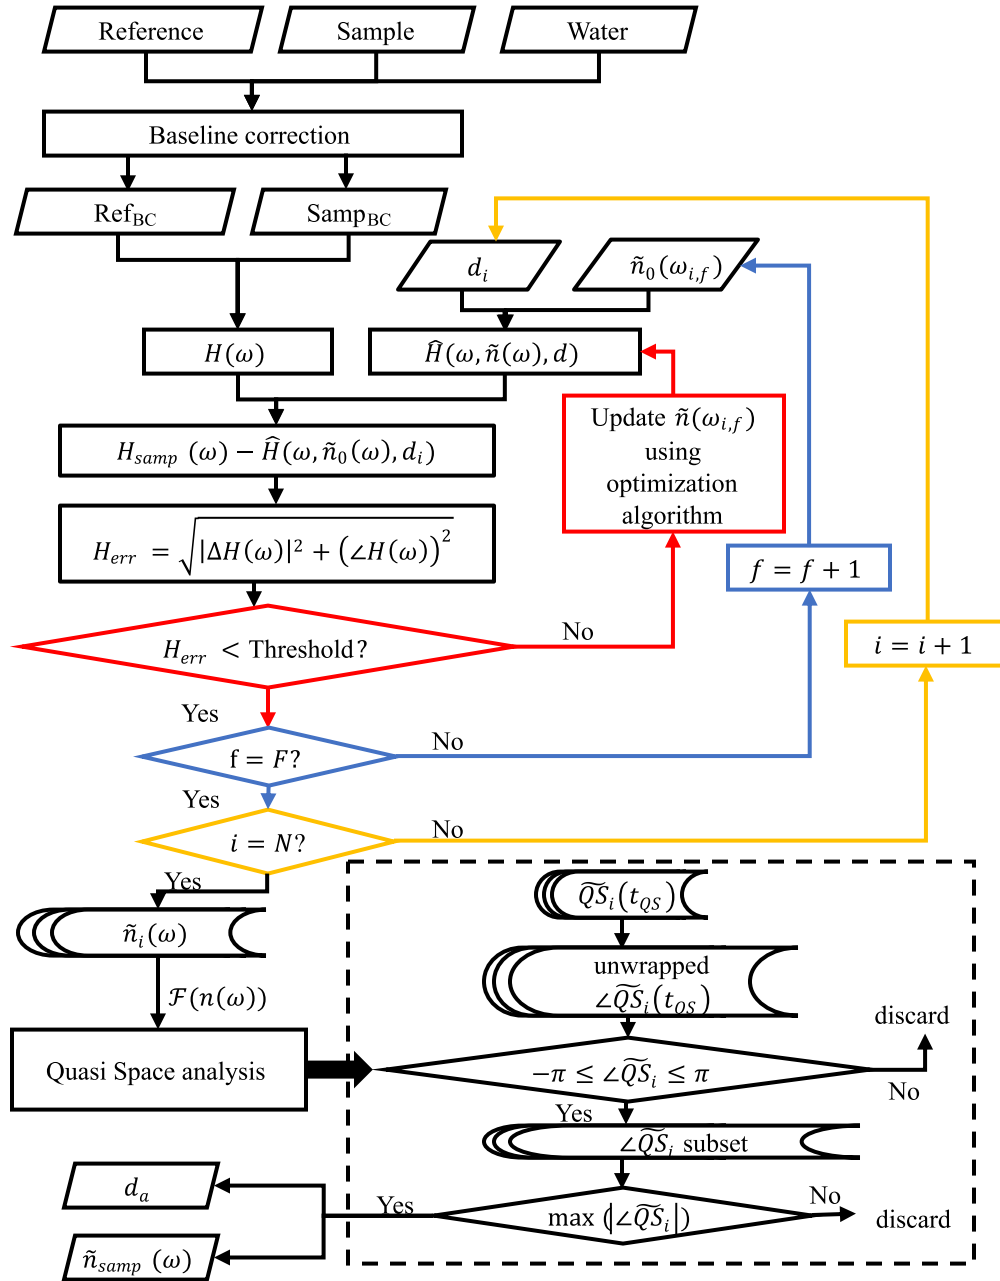 Reference
Sample
Water
Baseline correction
Ref_BC
Samp_BC
d_i
ñ_0(ω_{i,f})
H(ω)
Ĥ(ω, ñ(ω), d)
Update ñ(ω_{i,f})
using
optimization
algorithm
H_samp (ω) − Ĥ(ω, ñ_0(ω), d_i)
H_err = √(|ΔH(ω)|² + (∠H(ω))²)
f = f + 1
i = i + 1
H_err < Threshold?
No
Yes
f = F?
No
Yes
i = N?
No
Yes
ñ_i(ω)
ℱ(n(ω))
Quasi Space analysis
Q͠S_i(t_QS)
unwrapped
∠Q͠S_i(t_QS)
discard
−π ≤ ∠Q͠S_i ≤ π
No
Yes
∠Q͠S_i subset
max (|∠Q͠S_i|)
No
discard
Yes
d_a
ñ_samp (ω)